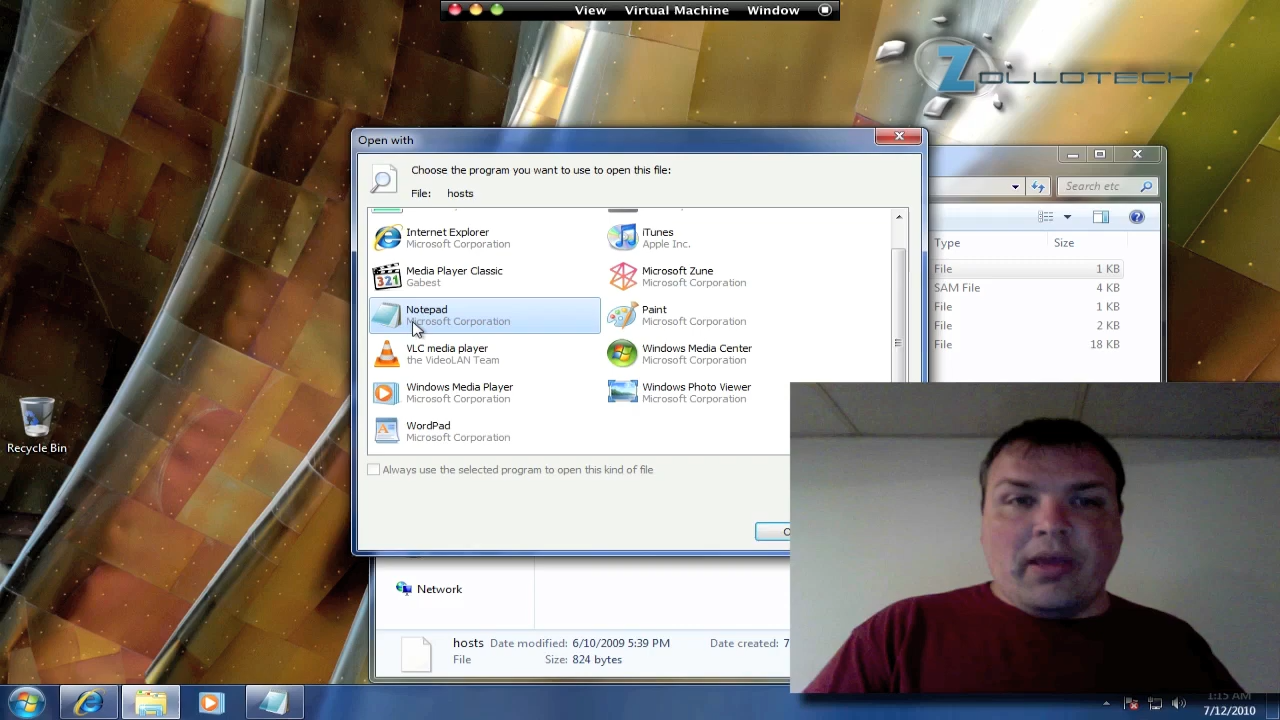 View Virtual Machine Window
ZOLLOTECH
Open with
Choose the program you want to use to open this file:
File: hosts
Internet Explorer
Microsoft Corporation
iTunes
Apple Inc.
Media Player Classic
Gabest
Microsoft Zune
Microsoft Corporation
Notepad
Microsoft Corporation
Paint
Microsoft Corporation
VLC media player
the VideoLAN Team
Windows Media Center
Microsoft Corporation
Windows Media Player
Microsoft Corporation
Windows Photo Viewer
Microsoft Corporation
WordPad
Microsoft Corporation
Always use the selected program to open this kind of file
Search etc
Type Size
File 1 KB
SAM File 4 KB
File 1 KB
File 2 KB
File 18 KB
Recycle Bin
Network
hosts Date modified: 6/10/2009 5:39 PM Date created: 7
File Size: 824 bytes
1:15 AM
7/12/2010